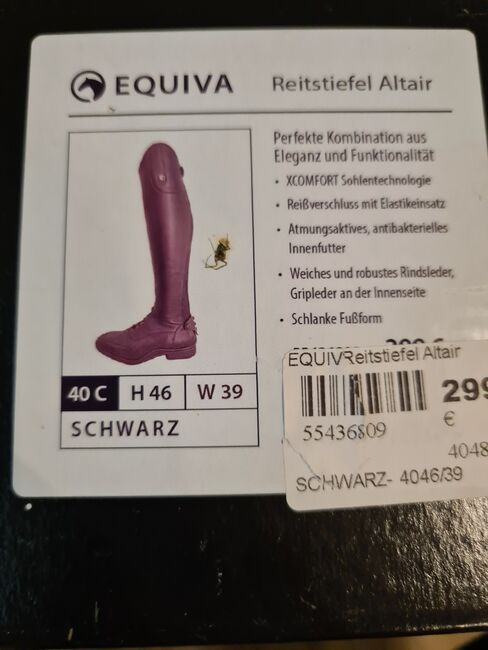 EQUIVA Reitstiefel Altair
Perfekte Kombination aus
Eleganz und Funktionalität
• XCOMFORT Sohlentechnologie
• Reißverschluss mit Elastikeinsatz
• Atmungsaktives, antibakterielles
Innenfutter
• Weiches und robustes Rindsleder,
Gripleder an der Innenseite
• Schlanke Fußform
40 C H 46 W 39
SCHWARZ
EQUIVReitstiefel Altair
299
€
55436809
4048
SCHWARZ- 4046/39